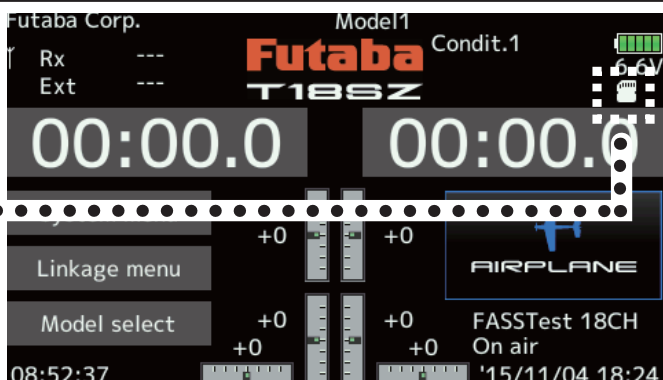 Futaba Corp.
Model1
Condit.1
Rx ---
Ext ---
Futaba
T18SZ
6.6V
00:00.0
00:00.0
+0
+0
Linkage menu
AIRPLANE
Model select
+0
+0
FASSTest 18CH
+0
+0
On air
08:52:37
'15/11/04 18:24